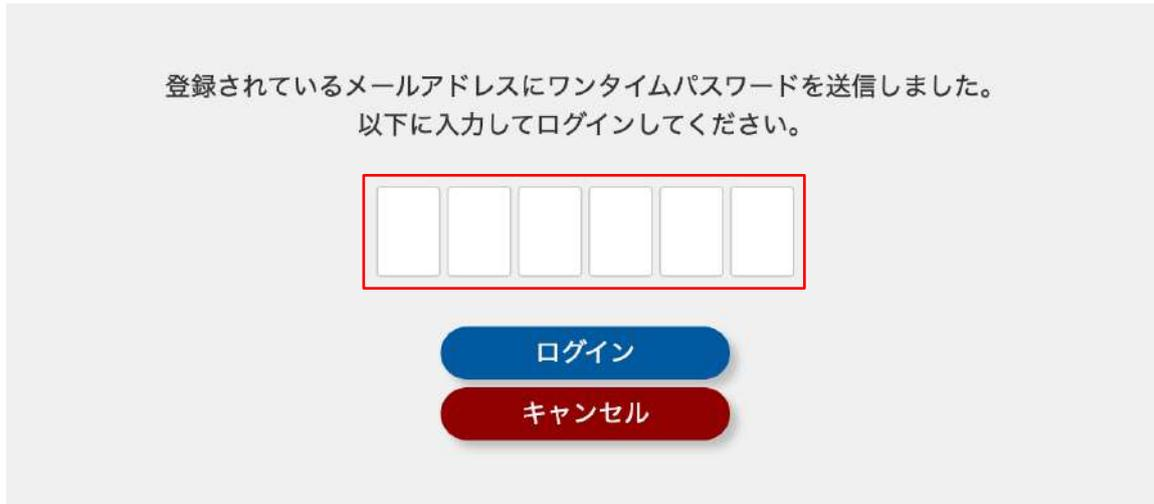 登録されているメールアドレスにワンタイムパスワードを送信しました。
以下に入力してログインしてください。
ログイン
キャンセル